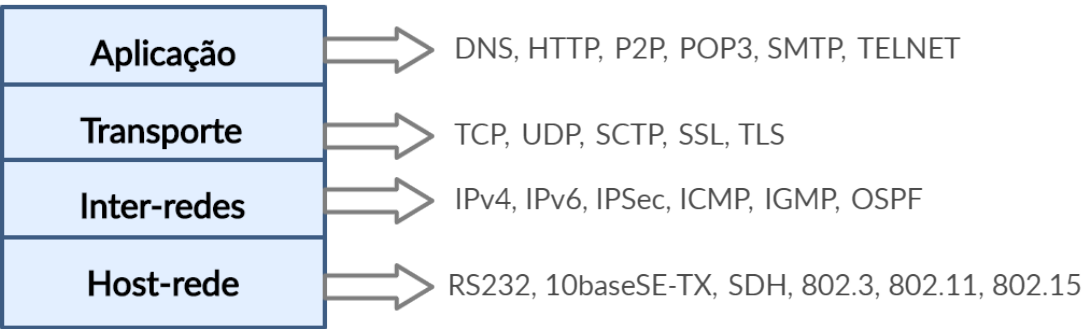 Aplicação
DNS, HTTP, P2P, POP3, SMTP, TELNET
Transporte
TCP, UDP, SCTP, SSL, TLS
Inter-redes
IPv4, IPv6, IPSec, ICMP, IGMP, OSPF
Host-rede
RS232, 10baseSE-TX, SDH, 802.3, 802.11, 802.15